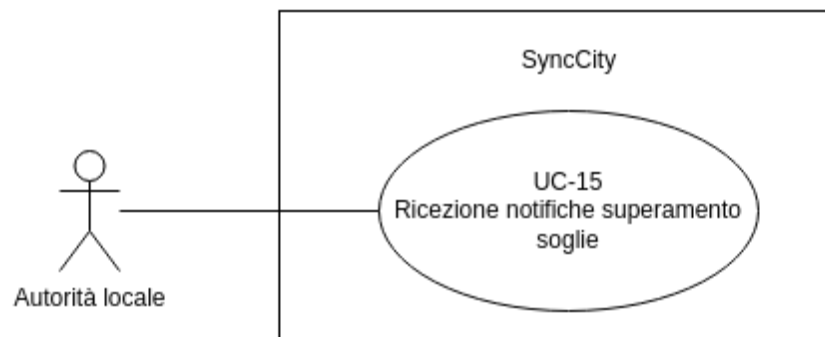 SyncCity
UC-15
Ricezione notifiche superamento
soglie
Autorità locale